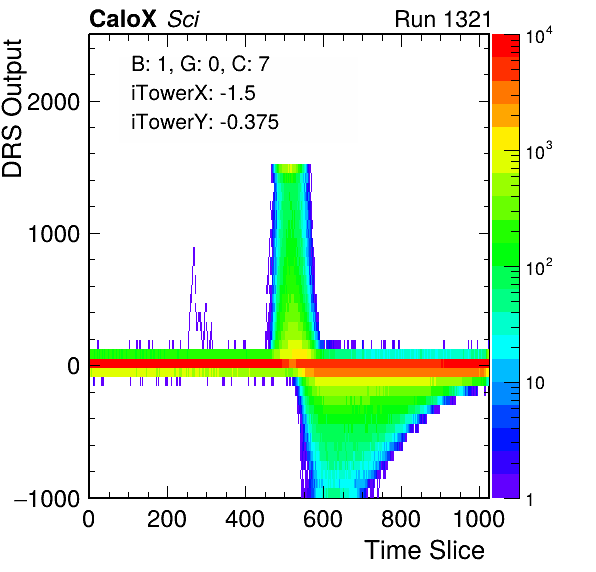 CaloX Sci Run 1321
B: 1, G: 0, C: 7
iTowerX: -1.5
iTowerY: -0.375
DRS Output
2000
1000
0
−1000
0 200 400 600 800 1000
Time Slice
10^4
10^3
10^2
10
1